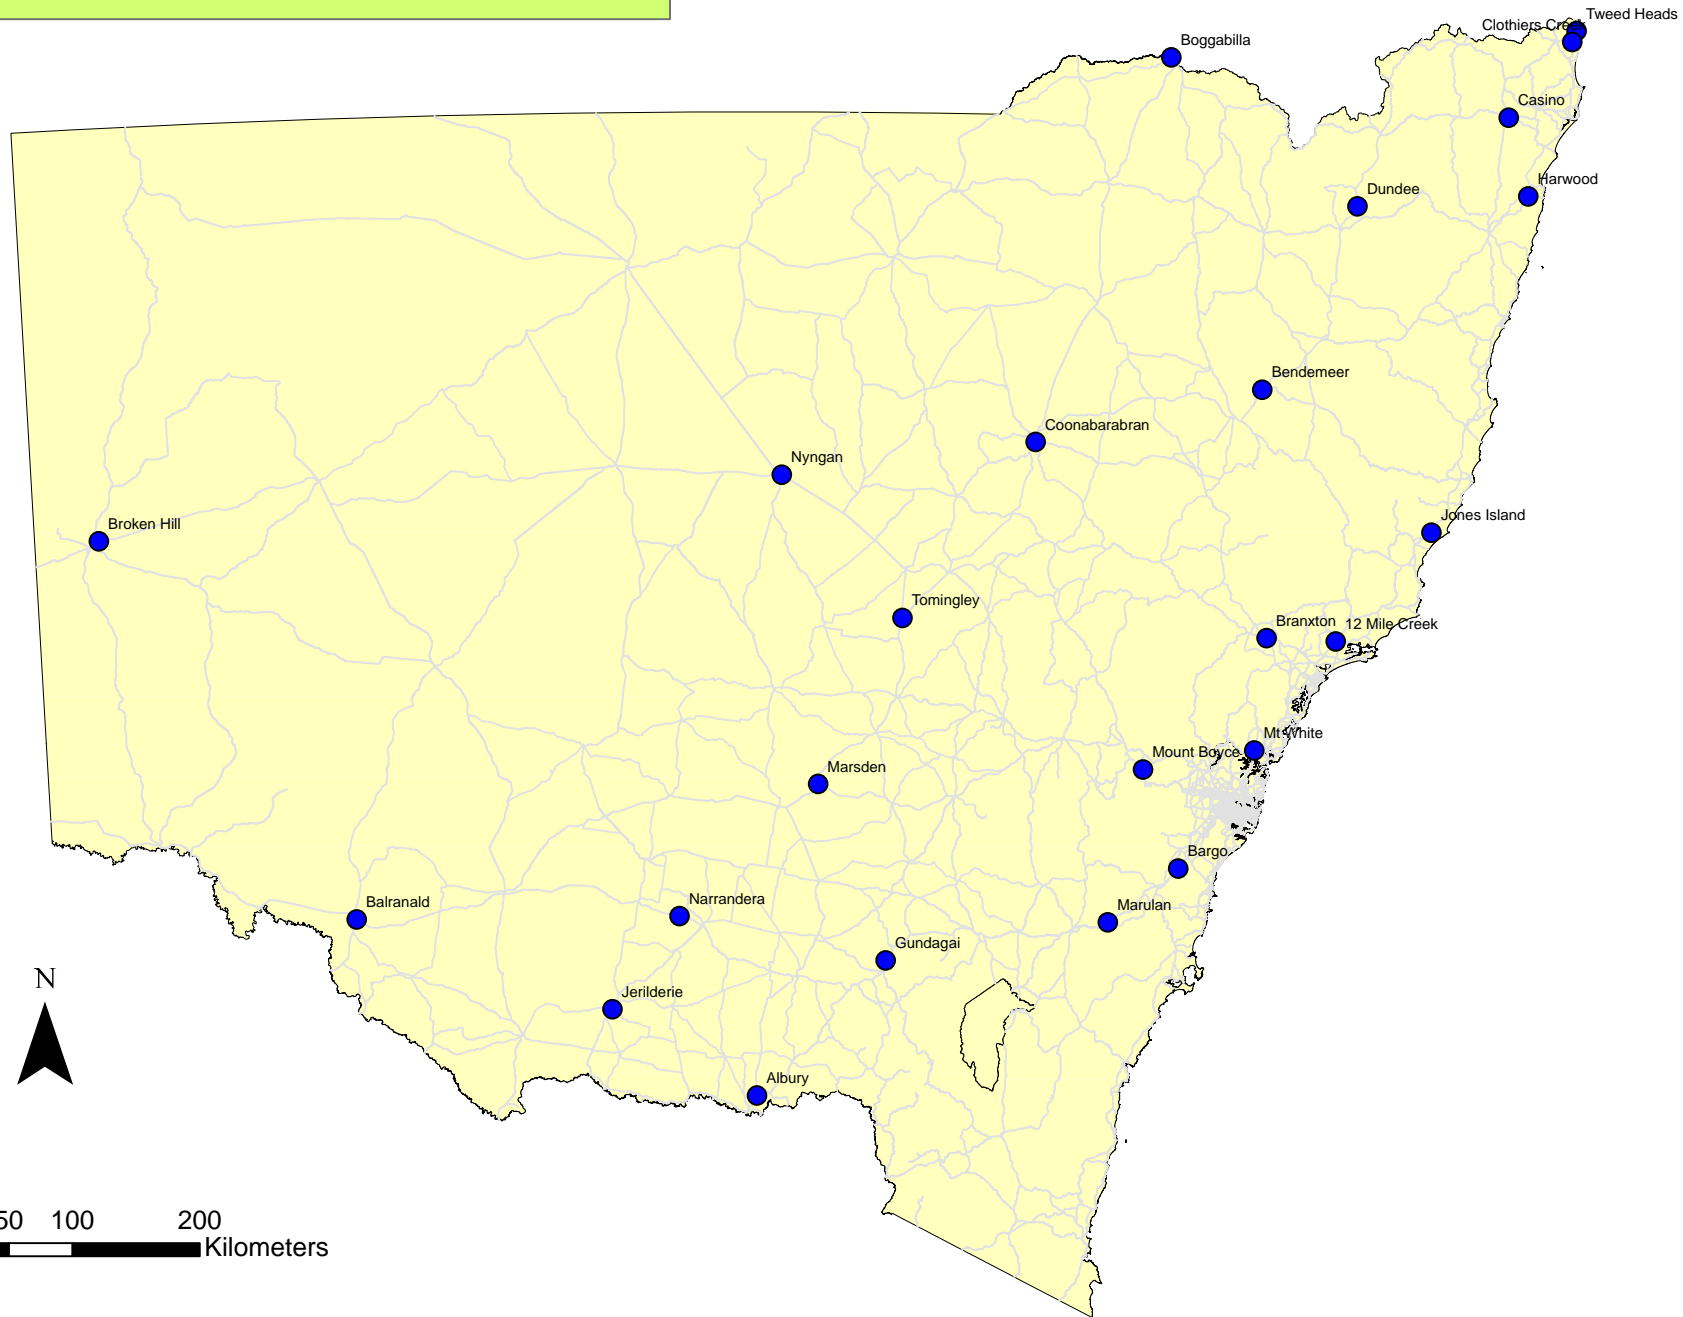 Tweed Heads
Clothiers Creek
Boggabilla
Casino
Harwood
Dundee
Bendemeer
Coonabarabran
Nyngan
Jones Island
Broken Hill
Tomingley
Branxton
12 Mile Creek
Mt White
Mount Boyce
Marsden
Bargo
Balranald
Narrandera
Marulan
Gundagai
N
Jerilderie
Albury
50 100 200
Kilometers